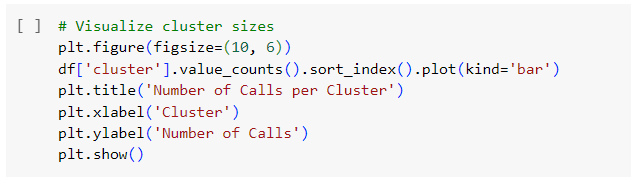 [ ] # Visualize cluster sizes
plt.figure(figsize=(10, 6))
df['cluster'].value_counts().sort_index().plot(kind='bar')
plt.title('Number of Calls per Cluster')
plt.xlabel('Cluster')
plt.ylabel('Number of Calls')
plt.show()